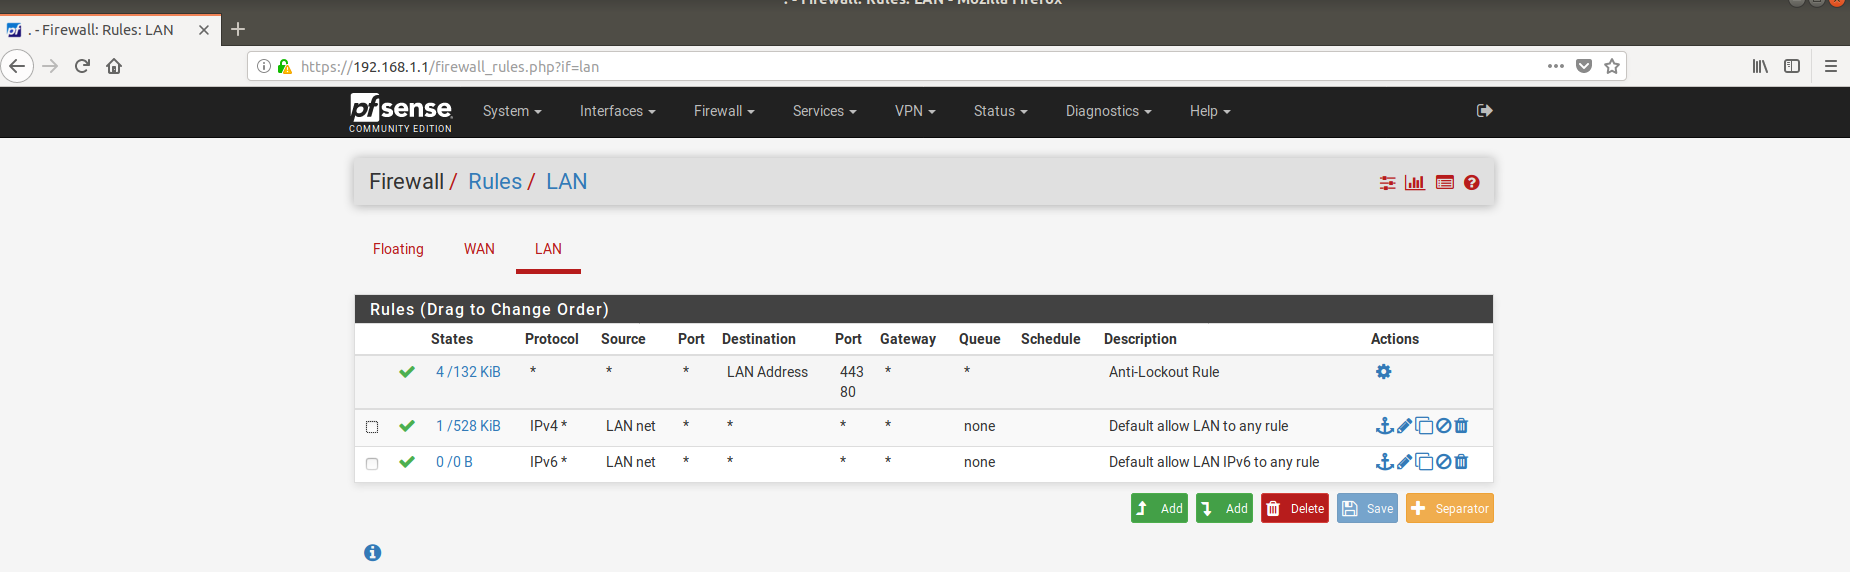 . - Firewall: Rules: LAN - Mozilla Firefox
. - Firewall: Rules: LAN
https://192.168.1.1/firewall_rules.php?if=lan
pfsense System Interfaces Firewall Services VPN Status Diagnostics Help
COMMUNITY EDITION
Firewall / Rules / LAN
Floating WAN LAN
Rules (Drag to Change Order)
States Protocol Source Port Destination Port Gateway Queue Schedule Description Actions
4 /132 KiB * * * LAN Address 443 * * Anti-Lockout Rule
80
1 /528 KiB IPv4 * LAN net * * * * none Default allow LAN to any rule
0 /0 B IPv6 * LAN net * * * * none Default allow LAN IPv6 to any rule
Add Add Delete Save Separator